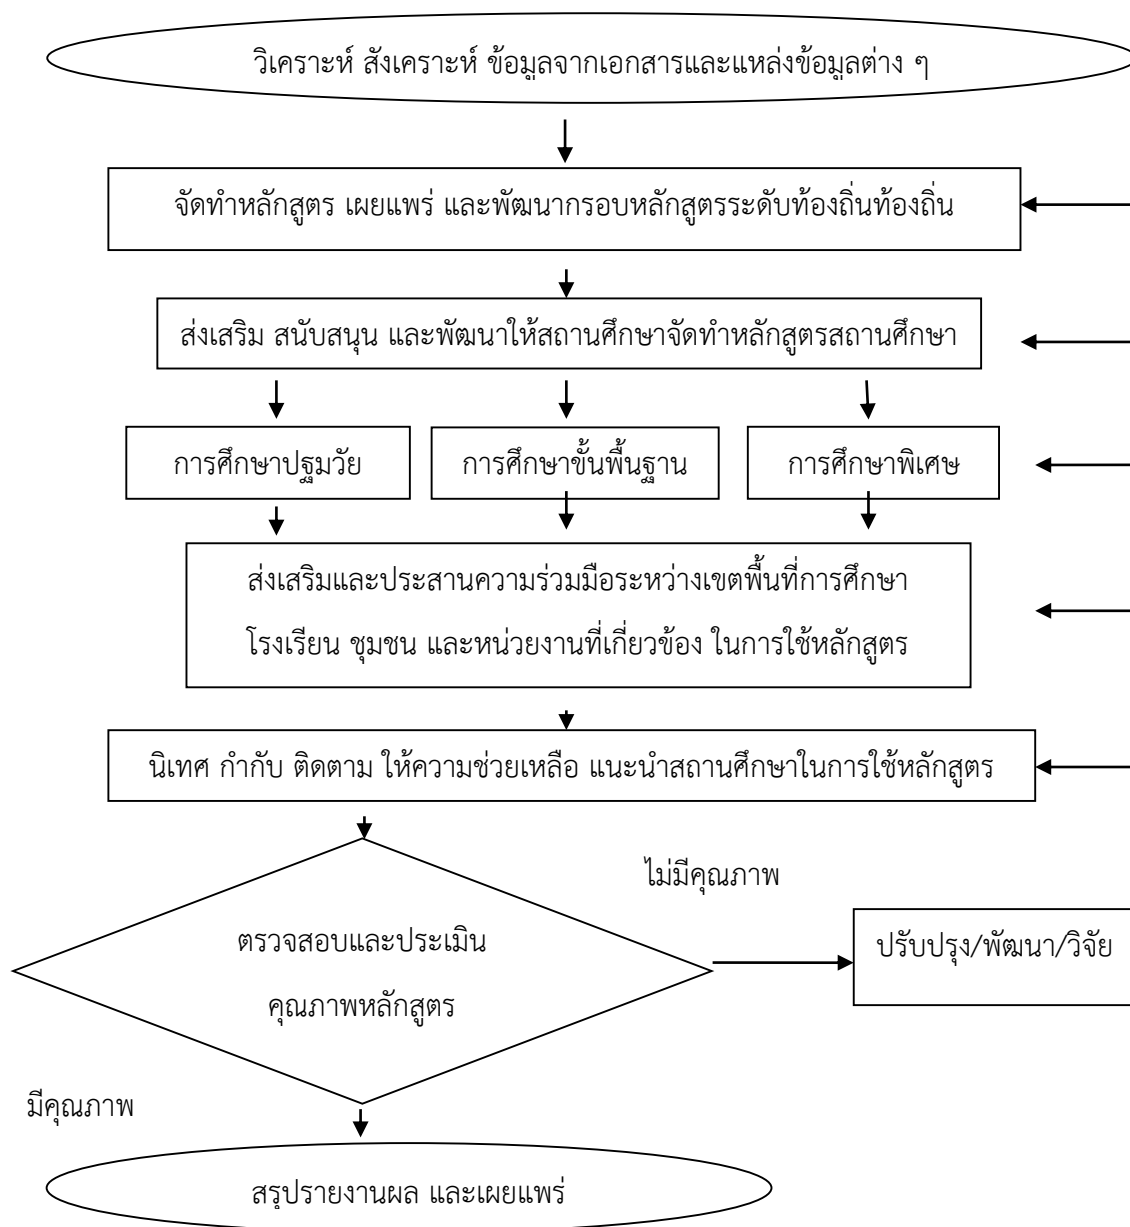 วิเคราะห์ สังเคราะห์ ข้อมูลจากเอกสารและแหล่งข้อมูลต่าง ๆ
จัดทำหลักสูตร เผยแพร่ และพัฒนากรอบหลักสูตรระดับท้องถิ่นท้องถิ่น
ส่งเสริม สนับสนุน และพัฒนาให้สถานศึกษาจัดทำหลักสูตรสถานศึกษา
การศึกษาปฐมวัย
การศึกษาขั้นพื้นฐาน
การศึกษาพิเศษ
ส่งเสริมและประสานความร่วมมือระหว่างเขตพื้นที่การศึกษา
โรงเรียน ชุมชน และหน่วยงานที่เกี่ยวข้อง ในการใช้หลักสูตร
นิเทศ กำกับ ติดตาม ให้ความช่วยเหลือ แนะนำสถานศึกษาในการใช้หลักสูตร
ไม่มีคุณภาพ
ตรวจสอบและประเมิน
คุณภาพหลักสูตร
ปรับปรุง/พัฒนา/วิจัย
มีคุณภาพ
สรุปรายงานผล และเผยแพร่